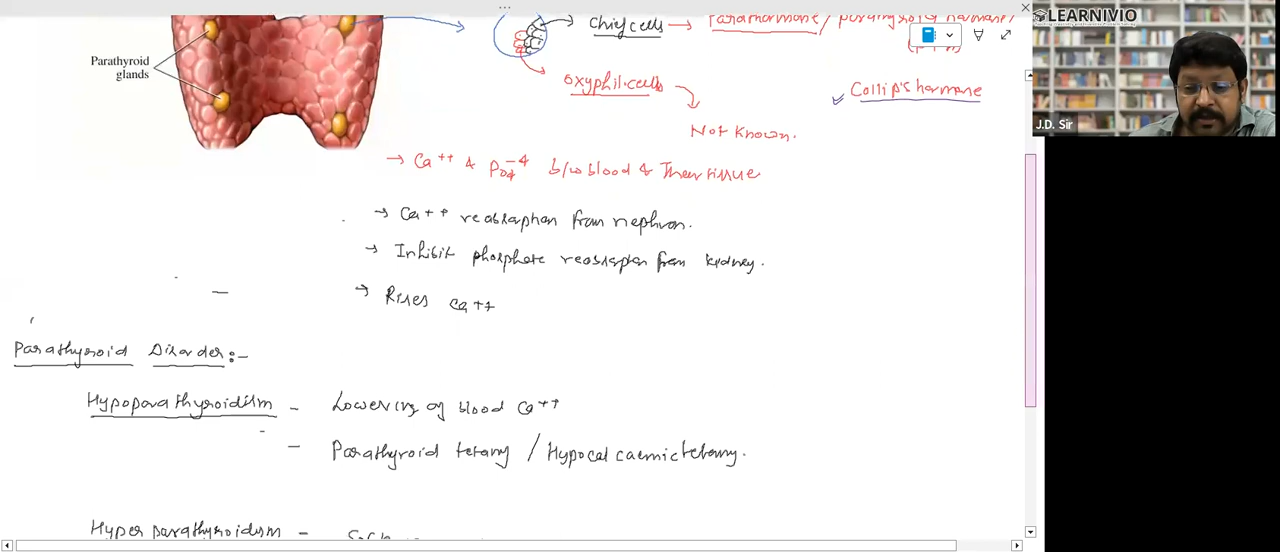 Chief cells → Parathormone / parathyroid hormone /
LEARNIVIO
Parathyroid
glands
oxyphil cells
Collip's hormone
J.D. Sir
Not Known.
→ Ca++ & Po4-4 b/w blood & Their tissue
→ Ca++ reabsraption from nephron.
→ Inhibit phosphate reabsraption from kidney.
→ Rises Ca++
Parathyroid Disorder:-
Hypoparathyroidism - Lowering of blood Ca++
- Parathyroid tetany / Hypocalcaemic tetany.
Hyper parathyroidism -